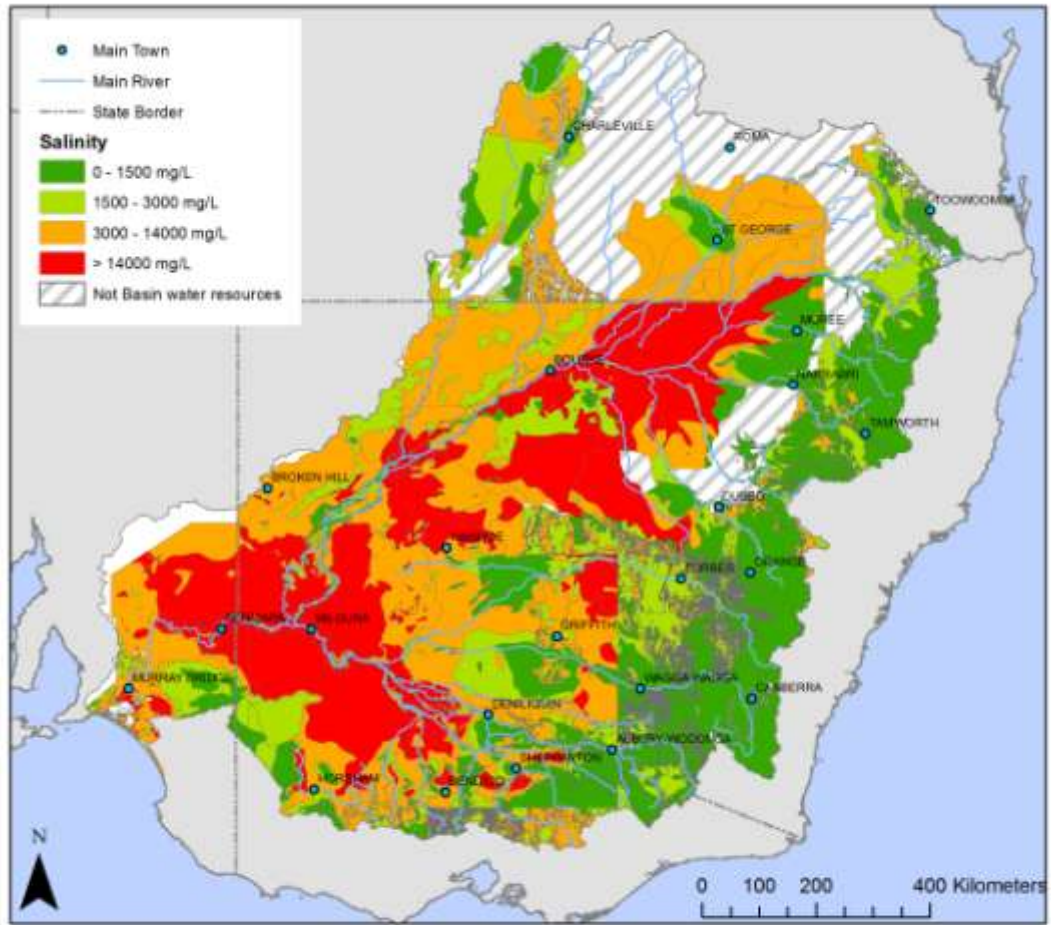 Main Town
Main River
State Border
Salinity
0 - 1500 mg/L
1500 - 3000 mg/L
3000 - 14000 mg/L
> 14000 mg/L
Not Basin water resources
CHARLEVILLE
ROMA
TOOWOOMBA
ST GEORGE
MOREE
BOURKE
NARRABRI
TAMWORTH
BROKEN HILL
DUBBO
FORBES
ORANGE
GRIFFITH
MILDURA
MURRAY BRIDGE
WAGGA WAGGA
CANBERRA
DENILIQUIN
ALBURY-WODONGA
SHEPPARTON
HORSHAM
BENDIGO
N
0 100 200 400 Kilometers